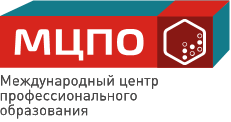 МЦПО
Международный центр
профессионального
образования